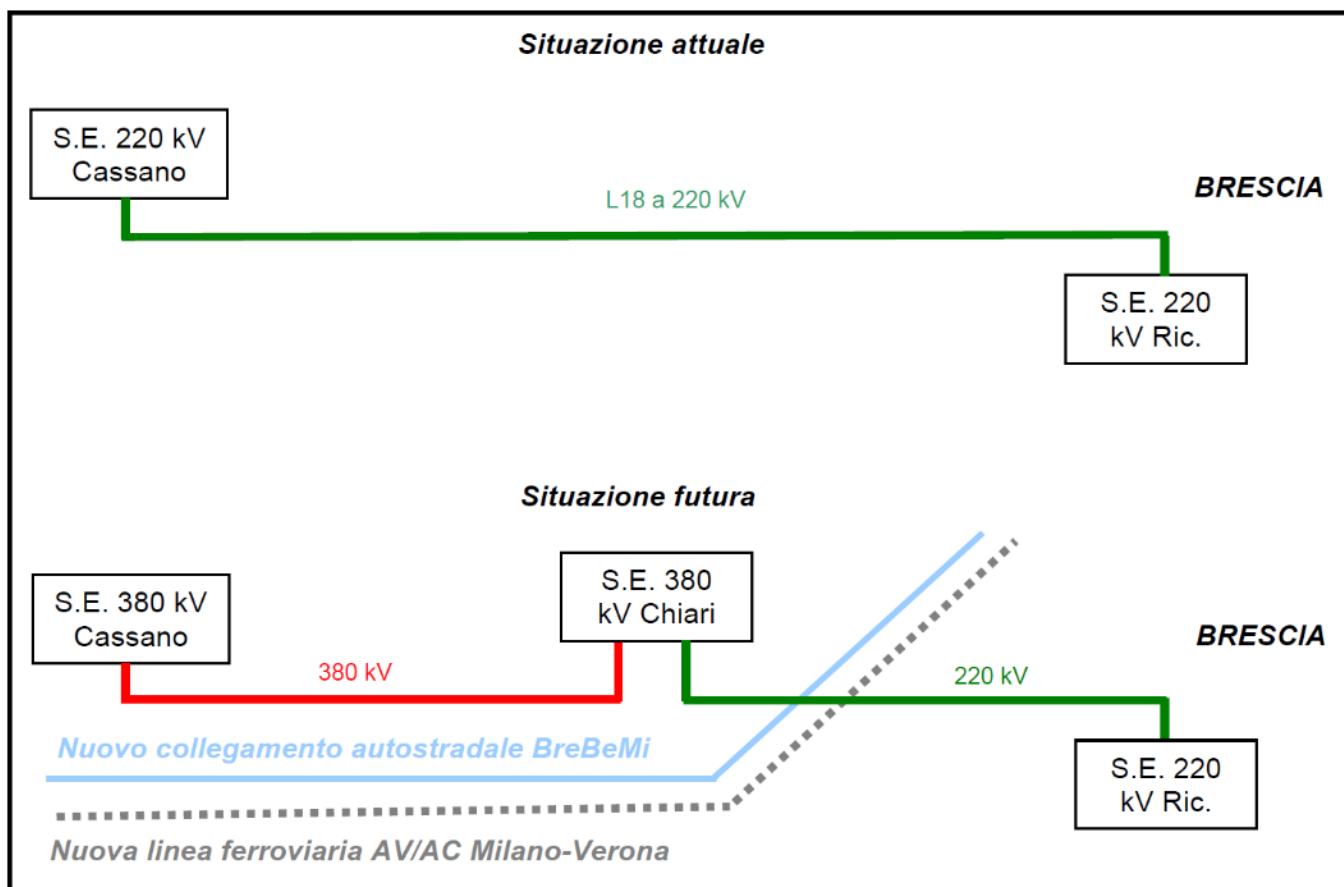 Situazione attuale
S.E. 220 kV
Cassano
L18 a 220 kV
BRESCIA
S.E. 220
kV Ric.
Situazione futura
S.E. 380 kV
Cassano
S.E. 380
kV Chiari
BRESCIA
380 kV
220 kV
Nuovo collegamento autostradale BreBeMi
S.E. 220
kV Ric.
Nuova linea ferroviaria AV/AC Milano-Verona